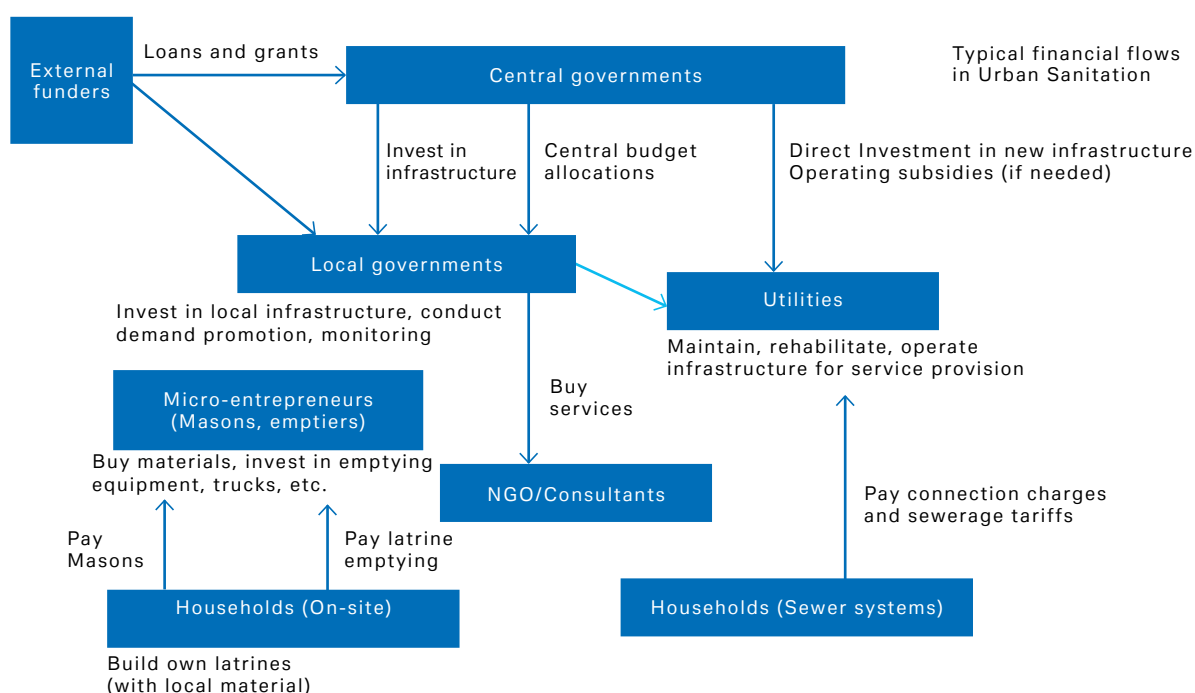 External
funders
Loans and grants
Central governments
Typical financial flows
in Urban Sanitation
Invest in
infrastructure
Central budget
allocations
Direct Investment in new infrastructure
Operating subsidies (if needed)
Local governments
Utilities
Invest in local infrastructure, conduct
demand promotion, monitoring
Maintain, rehabilitate, operate
infrastructure for service provision
Micro-entrepreneurs
(Masons, emptiers)
Buy
services
Buy materials, invest in emptying
equipment, trucks, etc.
NGO/Consultants
Pay connection charges
and sewerage tariffs
Pay
Masons
Pay latrine
emptying
Households (On-site)
Households (Sewer systems)
Build own latrines
(with local material)